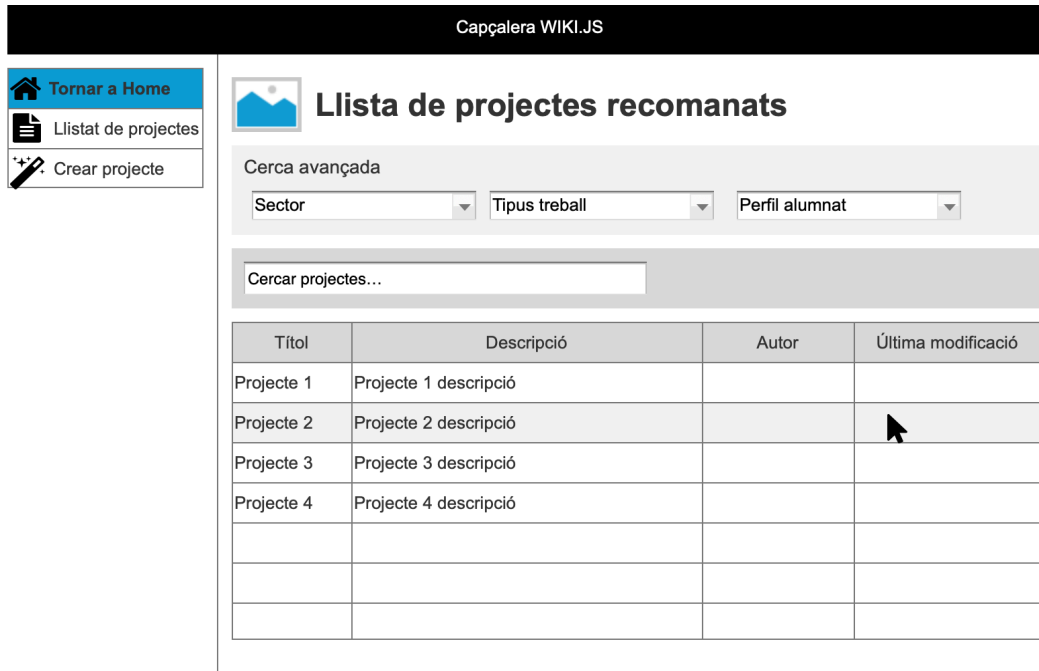 Capçalera WIKI.JS
Tornar a Home
Llistat de projectes
Crear projecte
Llista de projectes recomanats
Cerca avançada
Sector Tipus treball Perfil alumnat
Cercar projectes…
Títol Descripció Autor Última modificació
Projecte 1 Projecte 1 descripció
Projecte 2 Projecte 2 descripció
Projecte 3 Projecte 3 descripció
Projecte 4 Projecte 4 descripció